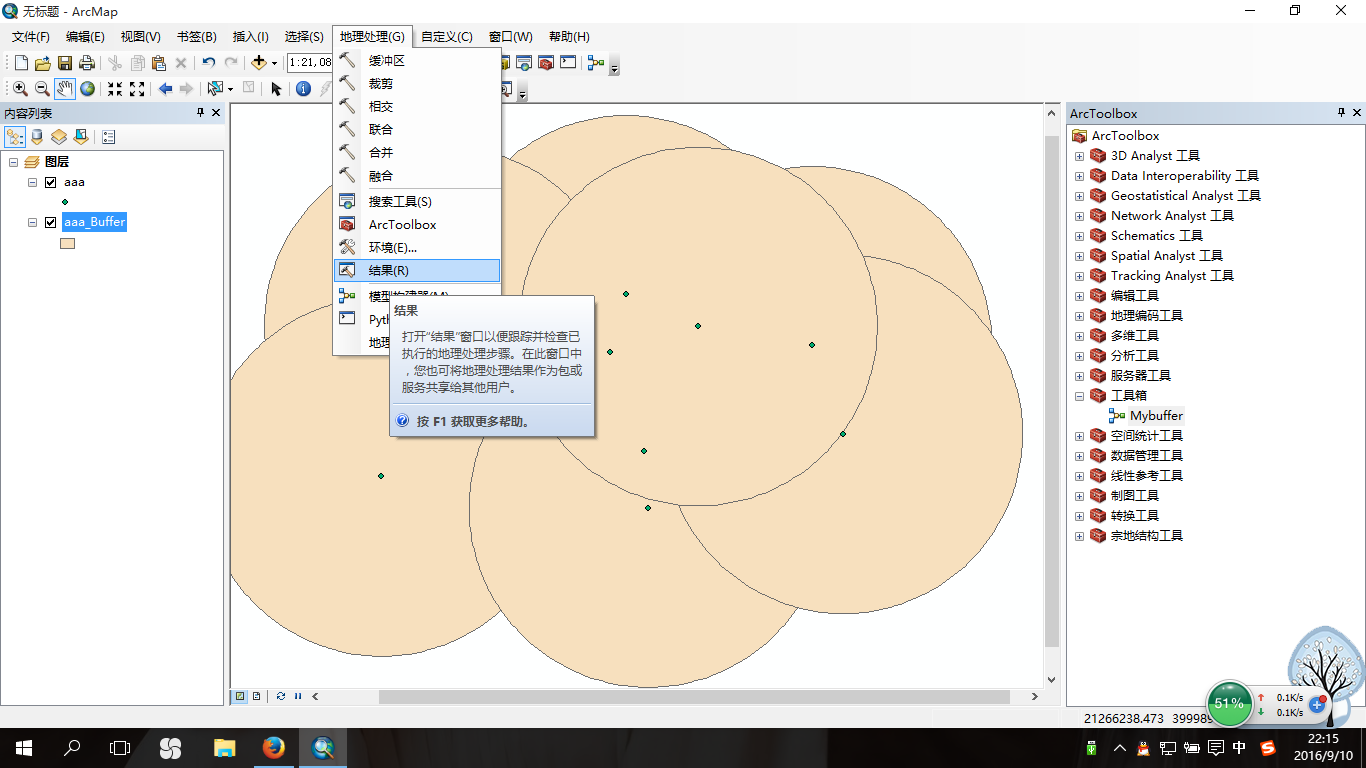 无标题 - ArcMap
文件(F) 编辑(E) 视图(V) 书签(B) 插入(I) 选择(S) 地理处理(G) 自定义(C) 窗口(W) 帮助(H)
1:21,08
缓冲区
裁剪
相交
联合
合并
融合
搜索工具(S)
ArcToolbox
环境(E)...
结果(R)
模型构建器(M)
Pyth
地理
结果
打开“结果”窗口以便跟踪并检查已
执行的地理处理步骤。在此窗口中
，您也可将地理处理结果作为包或
服务共享给其他用户。
按 F1 获取更多帮助。
内容列表
图层
aaa
aaa_Buffer
ArcToolbox
ArcToolbox
3D Analyst 工具
Data Interoperability 工具
Geostatistical Analyst 工具
Network Analyst 工具
Schematics 工具
Spatial Analyst 工具
Tracking Analyst 工具
编辑工具
地理编码工具
多维工具
分析工具
服务器工具
工具箱
Mybuffer
空间统计工具
数据管理工具
线性参考工具
制图工具
转换工具
宗地结构工具
51%
0.1K/s
0.1K/s
21266238.473 399989
中
22:15
2016/9/10